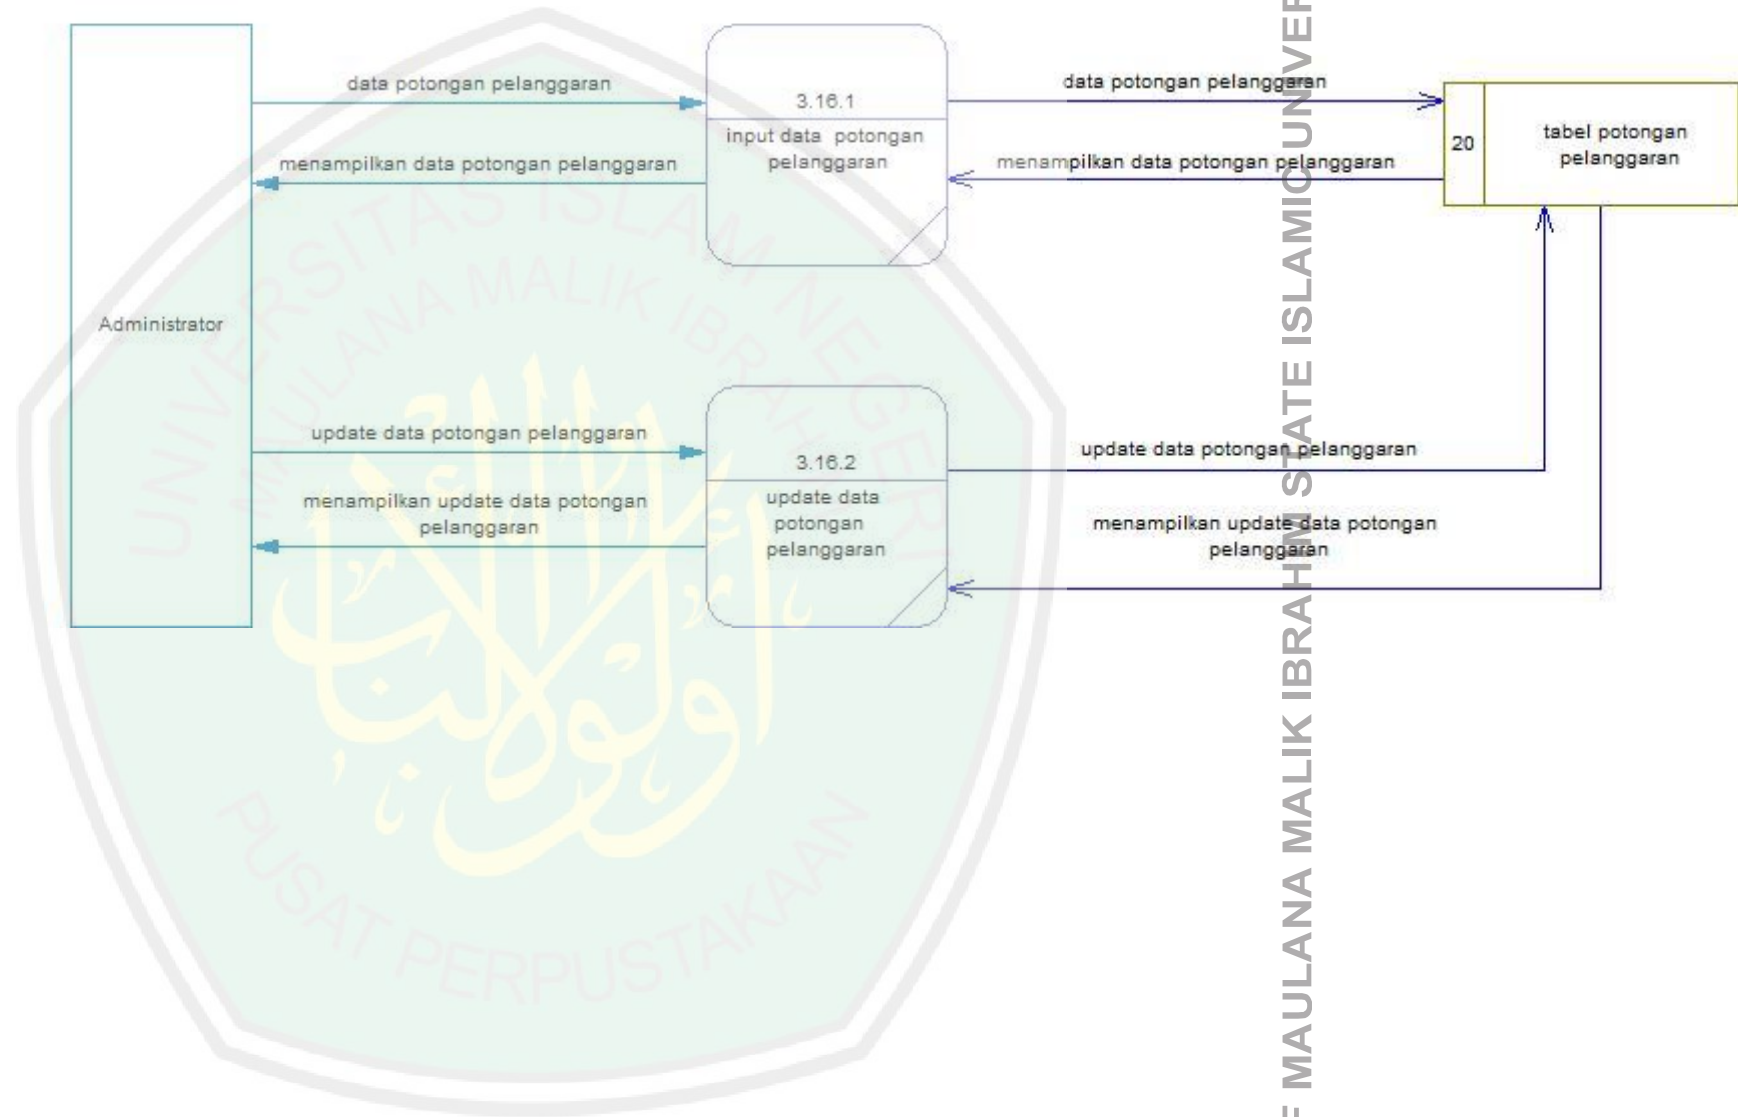 data potongan pelanggaran
menampilkan data potongan pelanggaran
3.16.1
input data potongan
pelanggaran
data potongan pelanggaran
menampilkan data potongan pelanggaran
20
tabel potongan
pelanggaran
Administrator
update data potongan pelanggaran
menampilkan update data potongan
pelanggaran
3.16.2
update data
potongan
pelanggaran
update data potongan pelanggaran
menampilkan update data potongan
pelanggaran
UNIVERSITAS ISLAM NEGERI
MAULANA MALIK IBRAHIM
PUSAT PERPUSTAKAAN
MAULANA MALIK IBRAHIM STATE ISLAMIC